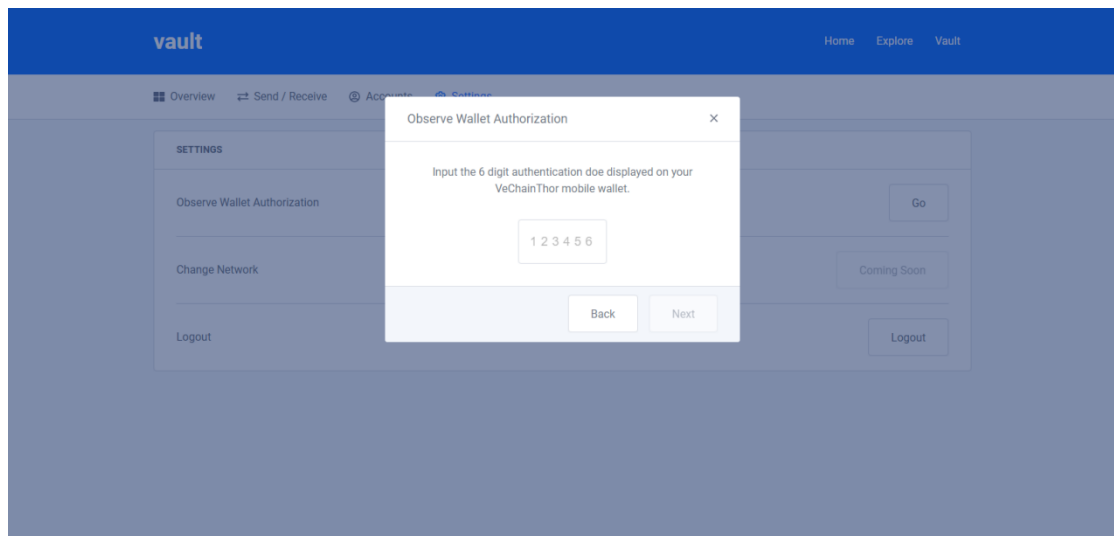 vault
Home Explore Vault
Overview Send / Receive Accounts Settings
Observe Wallet Authorization ×
SETTINGS
Input the 6 digit authentication doe displayed on your
VeChainThor mobile wallet.
Observe Wallet Authorization Go
1 2 3 4 5 6
Change Network Coming Soon
Back Next
Logout Logout